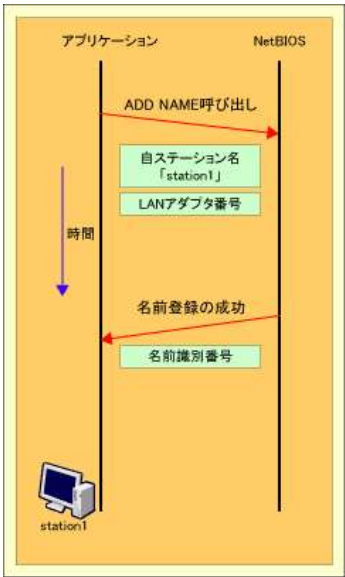 アプリケーション
NetBIOS
ADD NAME呼び出し
自ステーション名
「station1」
LANアダプタ番号
時間
名前登録の成功
名前識別番号
station1